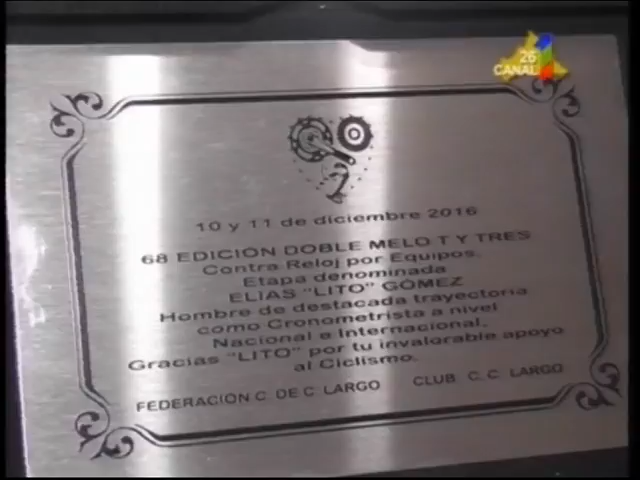 26
CANAL
10 y 11 de diciembre 2016
68 EDICIÓN DOBLE MELO T Y TRES
Contra Reloj por Equipos.
Etapa denominada
ELIAS "LITO" GÓMEZ
Hombre de destacada trayectoria
como Cronometrista a nivel
Nacional e Internacional,
Gracias "LITO" por tu invalorable apoyo
al Ciclismo.
FEDERACION C. DE C. LARGO CLUB C. C. LARGO